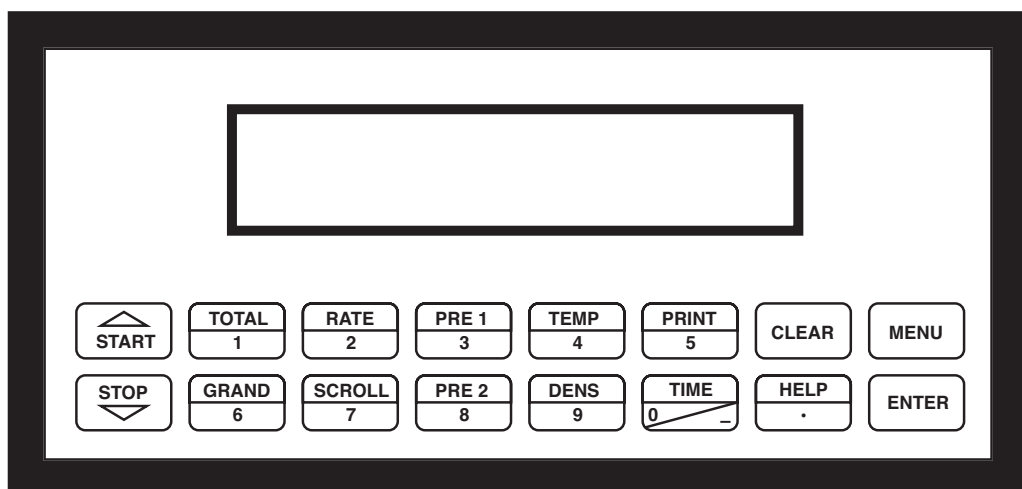 TOTAL RATE PRE 1 TEMP PRINT
START 1 2 3 4 5 CLEAR MENU
STOP GRAND SCROLL PRE 2 DENS TIME HELP
6 7 8 9 0 – . ENTER